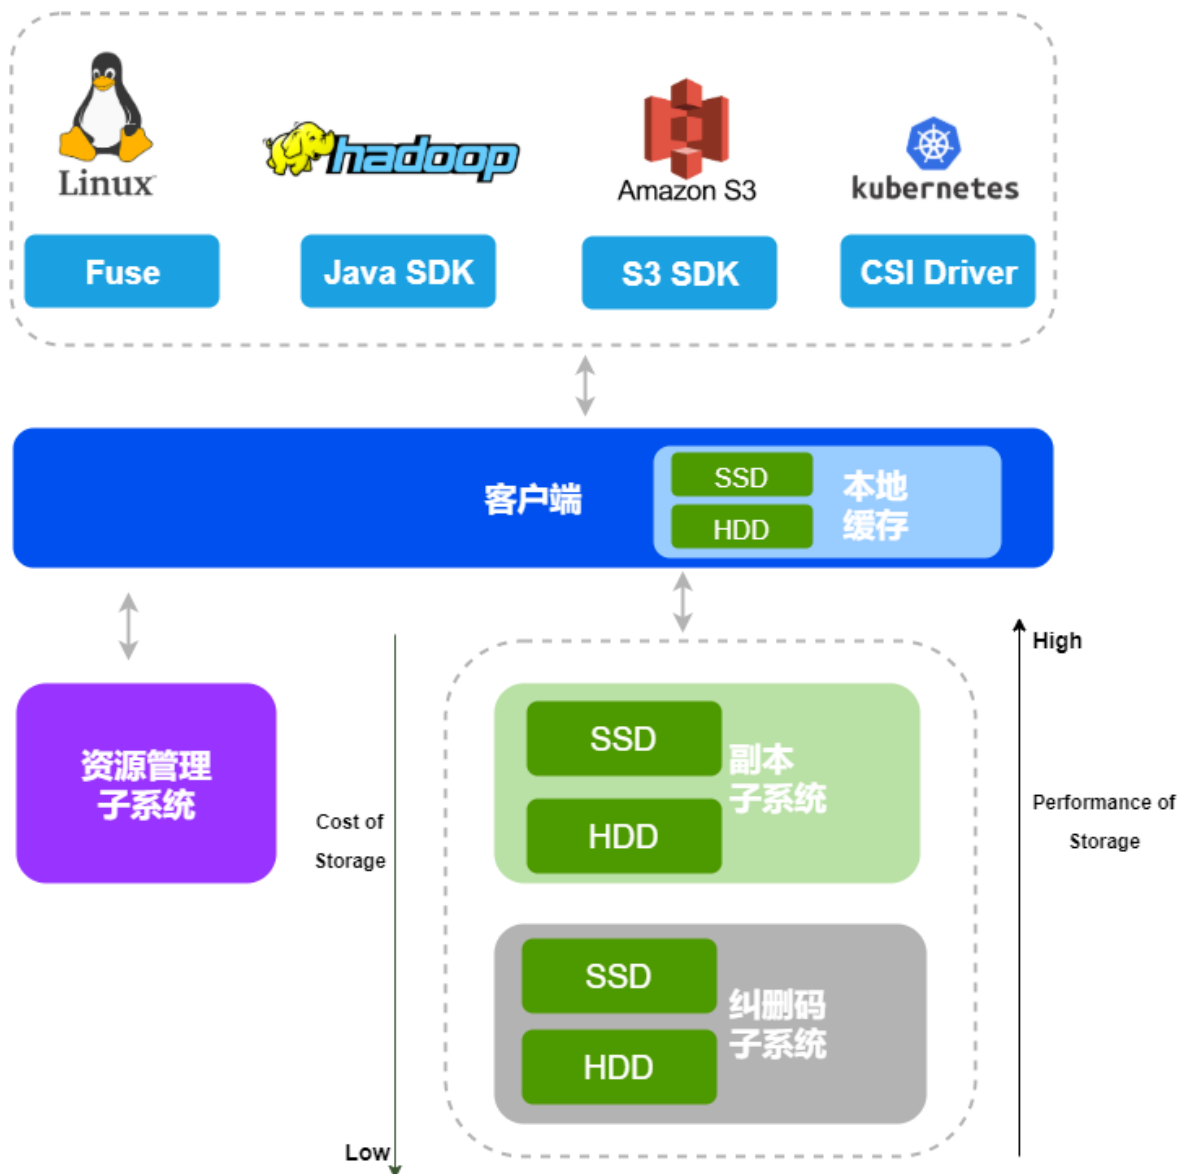 Linux
hadoop
Amazon S3
kubernetes
Fuse
Java SDK
S3 SDK
CSI Driver
客户端
SSD
HDD
本地
缓存
资源管理
子系统
Cost of
Storage
Low
SSD
HDD
副本
子系统
SSD
HDD
纠删码
子系统
High
Performance of
Storage